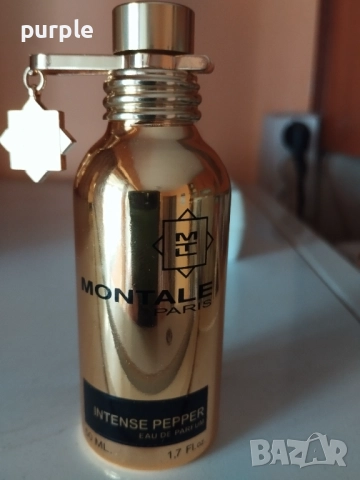 purple
MONTALE
PARIS
INTENSE PEPPER
EAU DE PARFUM
ML.
1.7 FL.oz
BAZAR